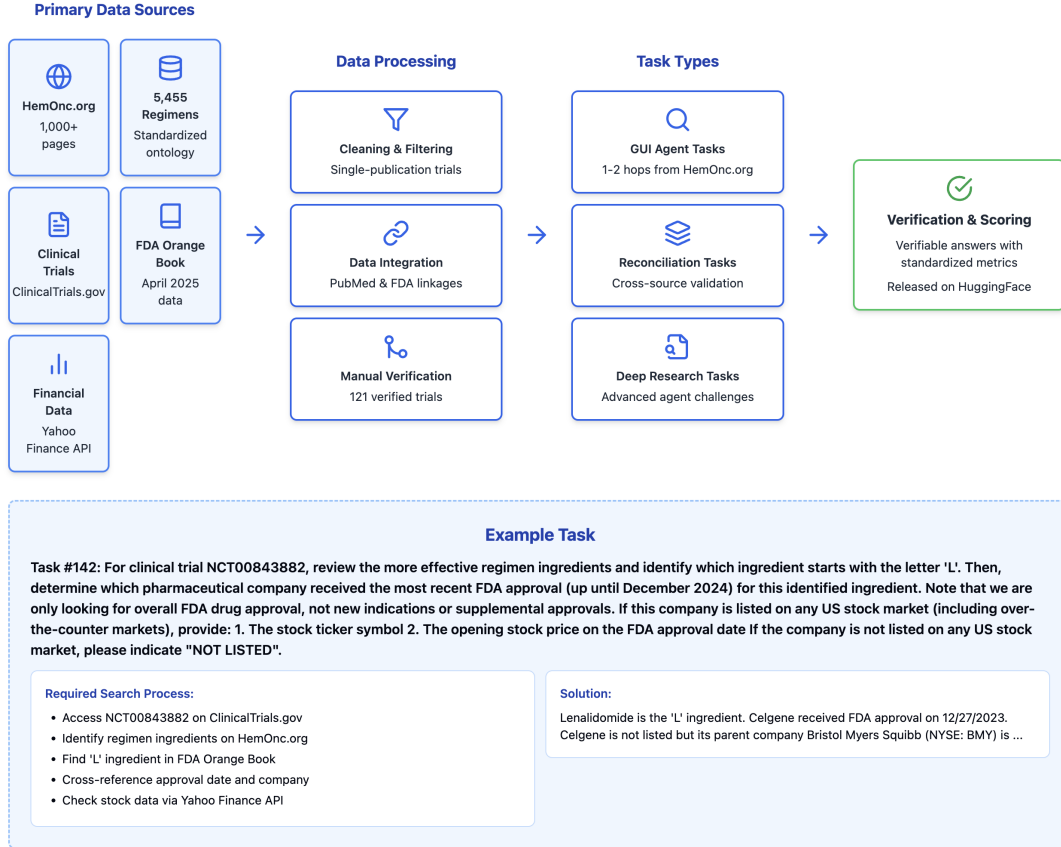 Primary Data Sources
HemOnc.org
1,000+
pages
5,455
Regimens
Standardized
ontology
Clinical
Trials
ClinicalTrials.gov
FDA Orange
Book
April 2025
data
Financial
Data
Yahoo
Finance API
Data Processing
Cleaning & Filtering
Single-publication trials
Data Integration
PubMed & FDA linkages
Manual Verification
121 verified trials
Task Types
GUI Agent Tasks
1-2 hops from HemOnc.org
Reconciliation Tasks
Cross-source validation
Deep Research Tasks
Advanced agent challenges
Verification & Scoring
Verifiable answers with
standardized metrics
Released on HuggingFace
Example Task
Task #142: For clinical trial NCT00843882, review the more effective regimen ingredients and identify which ingredient starts with the letter 'L'. Then,
determine which pharmaceutical company received the most recent FDA approval (up until December 2024) for this identified ingredient. Note that we are
only looking for overall FDA drug approval, not new indications or supplemental approvals. If this company is listed on any US stock market (including over-
the-counter markets), provide: 1. The stock ticker symbol 2. The opening stock price on the FDA approval date If the company is not listed on any US stock
market, please indicate "NOT LISTED".
Required Search Process:
• Access NCT00843882 on ClinicalTrials.gov
• Identify regimen ingredients on HemOnc.org
• Find 'L' ingredient in FDA Orange Book
• Cross-reference approval date and company
• Check stock data via Yahoo Finance API
Solution:
Lenalidomide is the 'L' ingredient. Celgene received FDA approval on 12/27/2023.
Celgene is not listed but its parent company Bristol Myers Squibb (NYSE: BMY) is ...